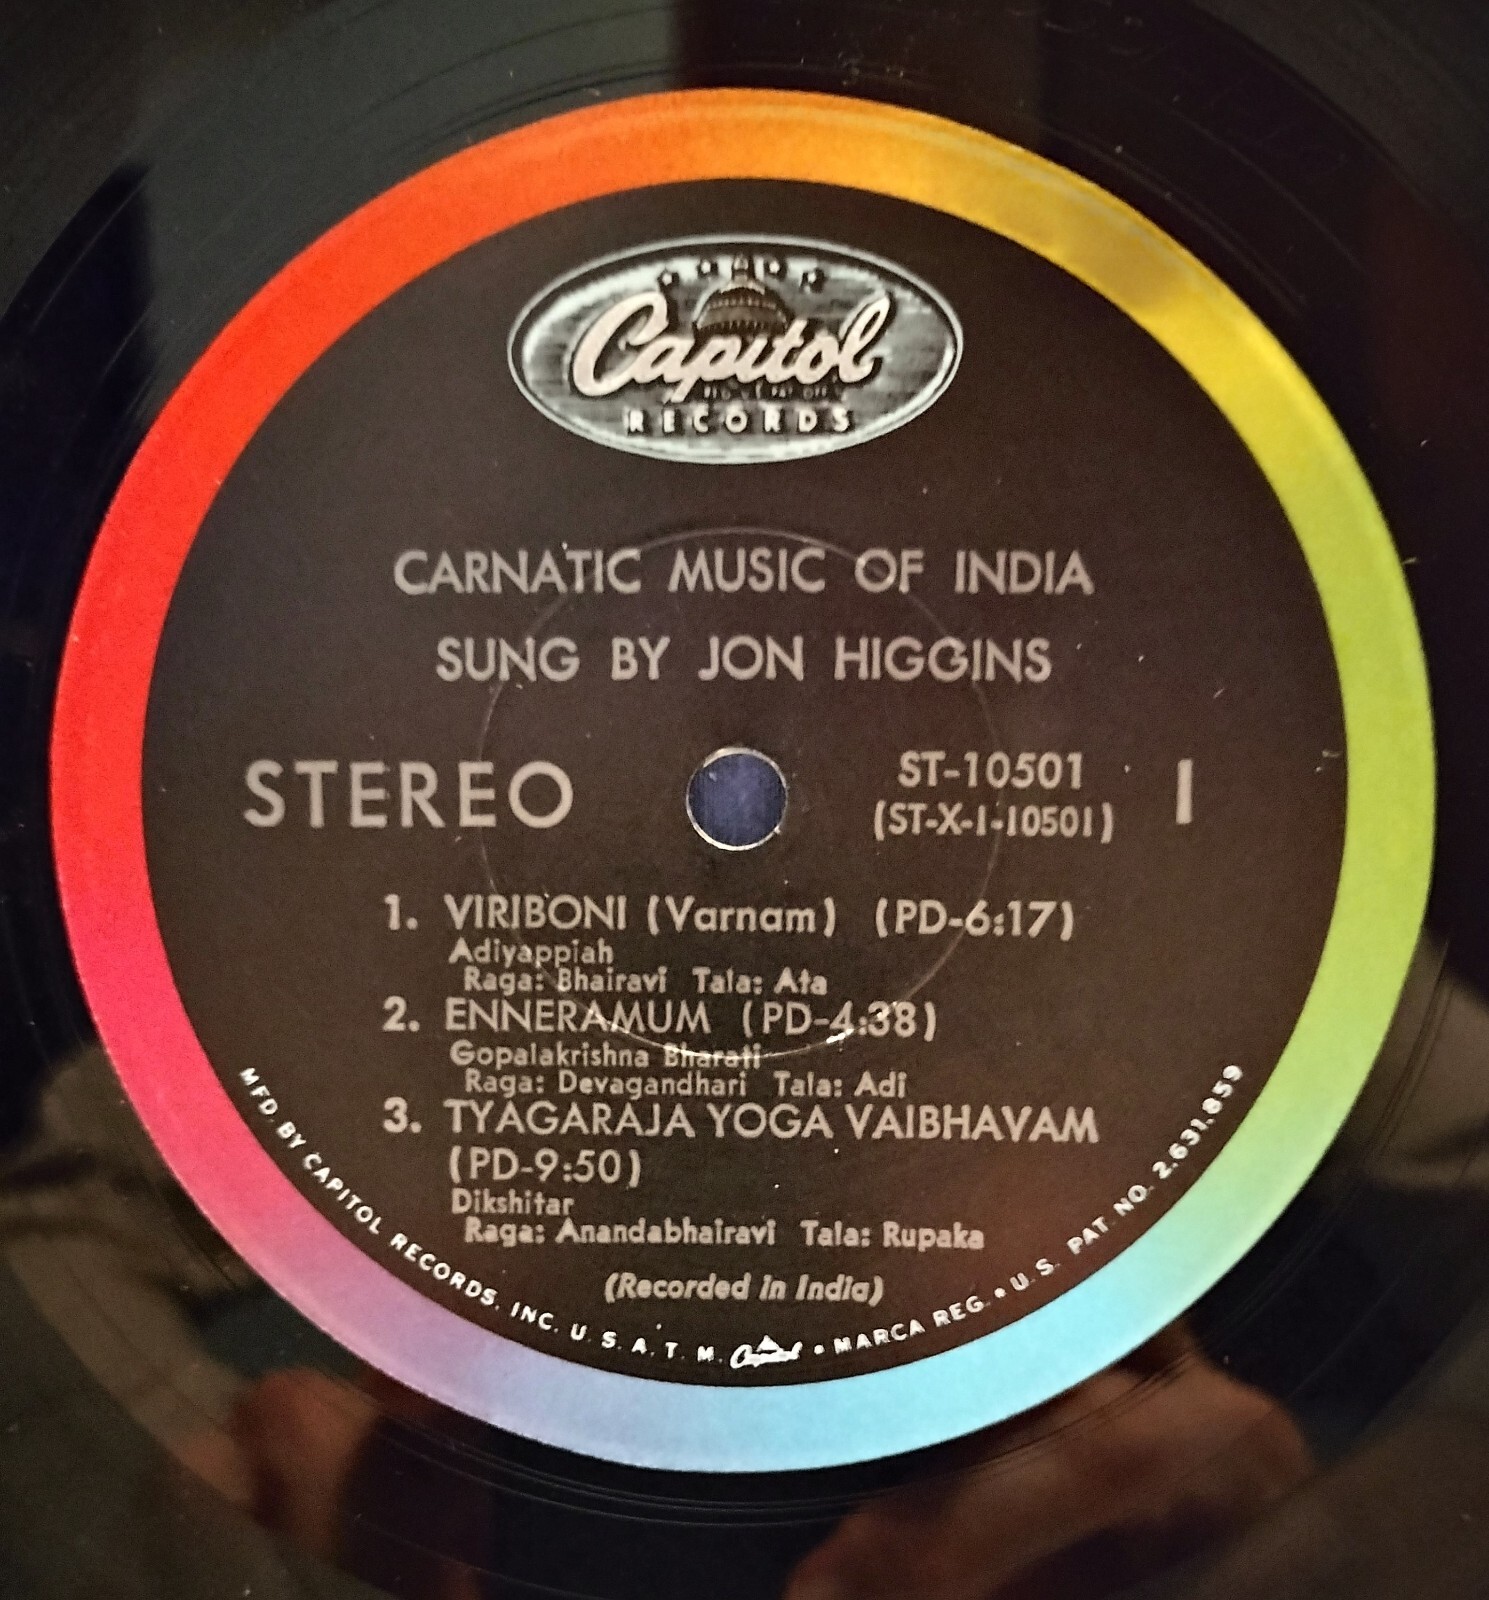 Capitol
RECORDS
CARNATIC MUSIC OF INDIA
SUNG BY JON HIGGINS
STEREO
ST-10501
(ST-X-1-10501)
1
1. VIRIBONI (Varnam) (PD-6:17)
Adiyappiah
Raga: Bhairavi Tala: Ata
2. ENNERAMUM (PD-4:38)
Gopalakrishna Bharati
Raga: Devagandhari Tala: Adi
3. TYAGARAJA YOGA VAIBHAVAM
(PD-9:50)
Dikshitar
Raga: Anandabhairavi Tala: Rupaka
(Recorded in India)
MFD. BY CAPITOL RECORDS, INC. U. S. A. T. M. Capitol • MARCA REG. • U. S. PAT. NO. 2.631.859